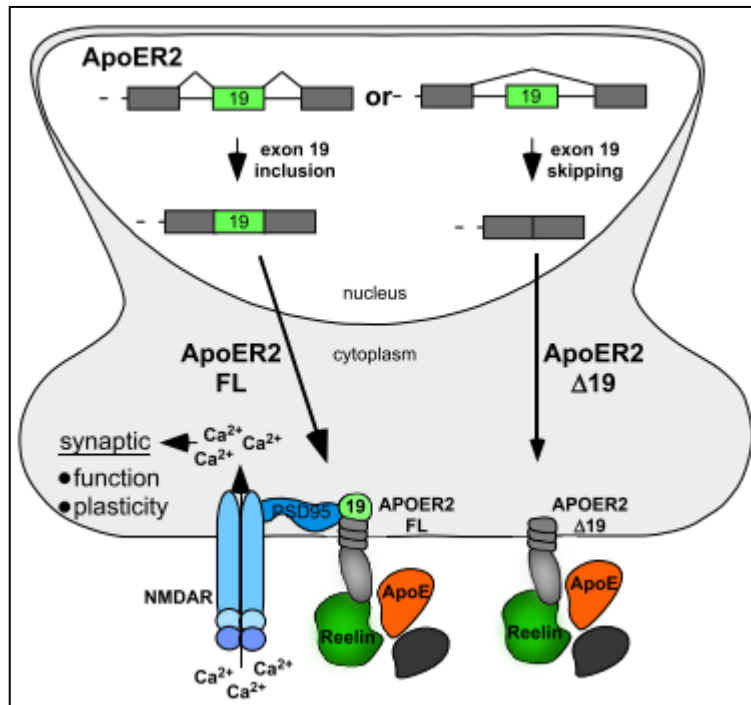 ApoER2
19
or
19
exon 19
inclusion
exon 19
skipping
19
nucleus
cytoplasm
ApoER2
FL
ApoER2
Δ19
synaptic
●function
●plasticity
Ca2+
Ca2+
Ca2+
Ca2+
PSD95
19
APOER2
FL
APOER2
Δ19
NMDAR
ApoE
Reelin
ApoE
Reelin
Ca2+
Ca2+
Ca2+